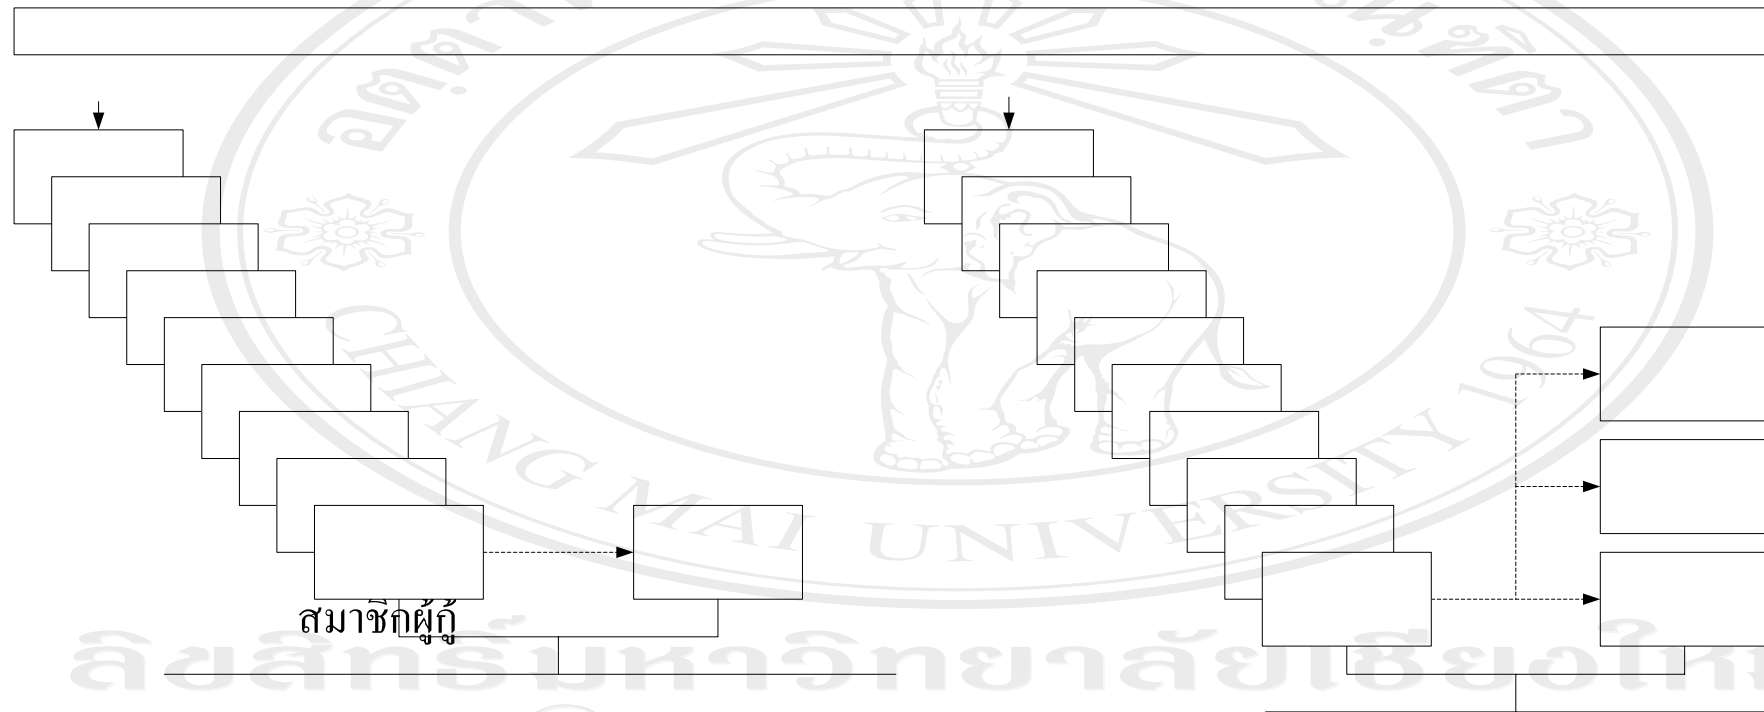 CHIANG MAI UNIVERSITY 1964
สมาชิกผู้กู้
ลิขสิทธิ์มหาวิทยาลัยเชียงให